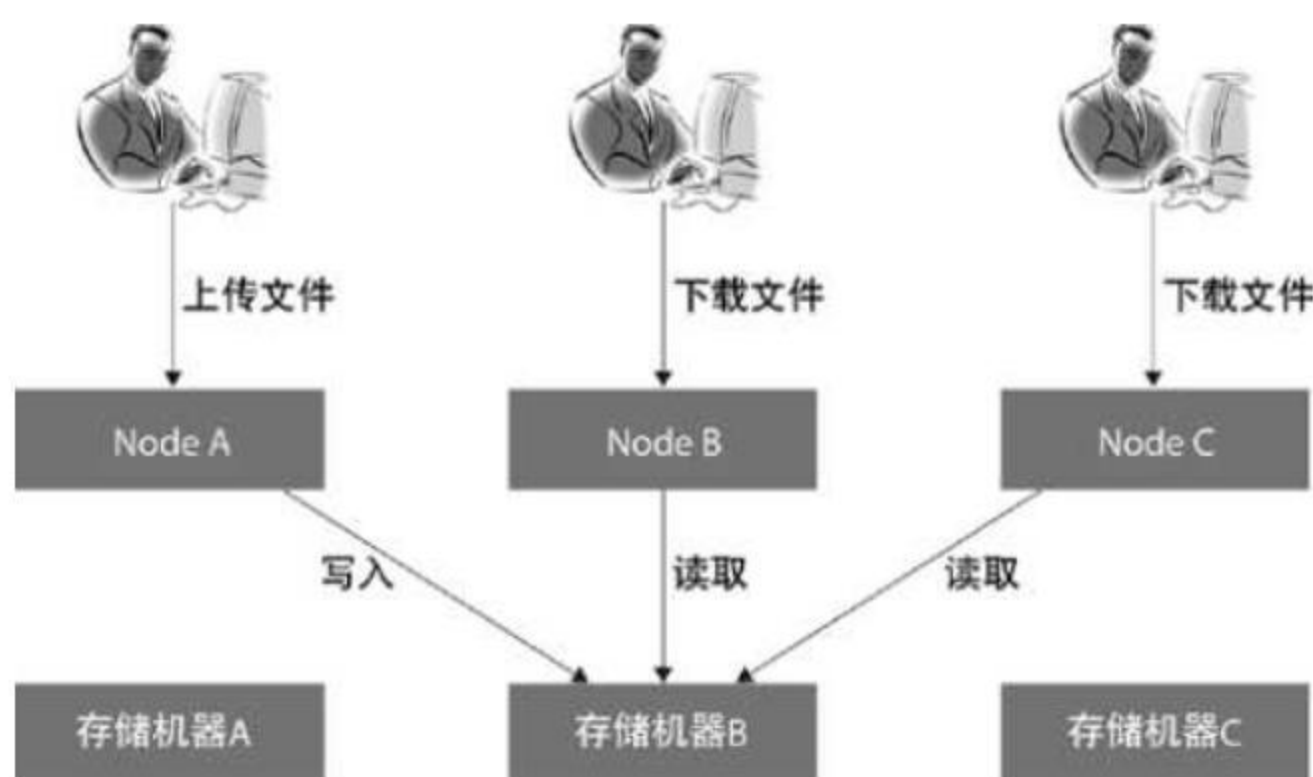 上传文件
下载文件
下载文件
Node A
Node B
Node C
写入
读取
读取
存储机器A
存储机器B
存储机器C